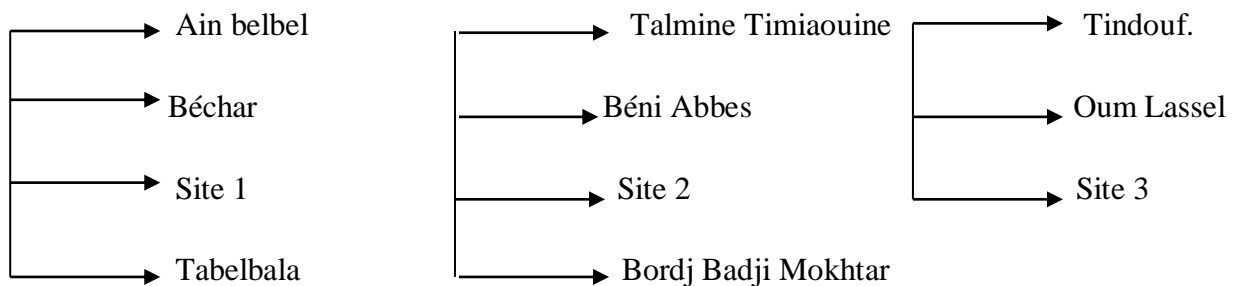 Ain belbel
Béchar
Site 1
Tabelbala
Talmine Timiaouine
Béni Abbes
Site 2
Bordj Badji Mokhtar
Tindouf.
Oum Lassel
Site 3